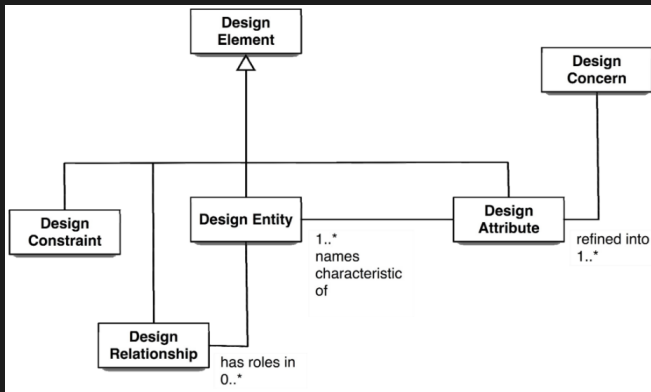 Design
Element
Design
Concern
Design
Constraint
Design Entity
Design
Attribute
1..*
names
characteristic
of
refined into
1..*
Design
Relationship
has roles in
0..*